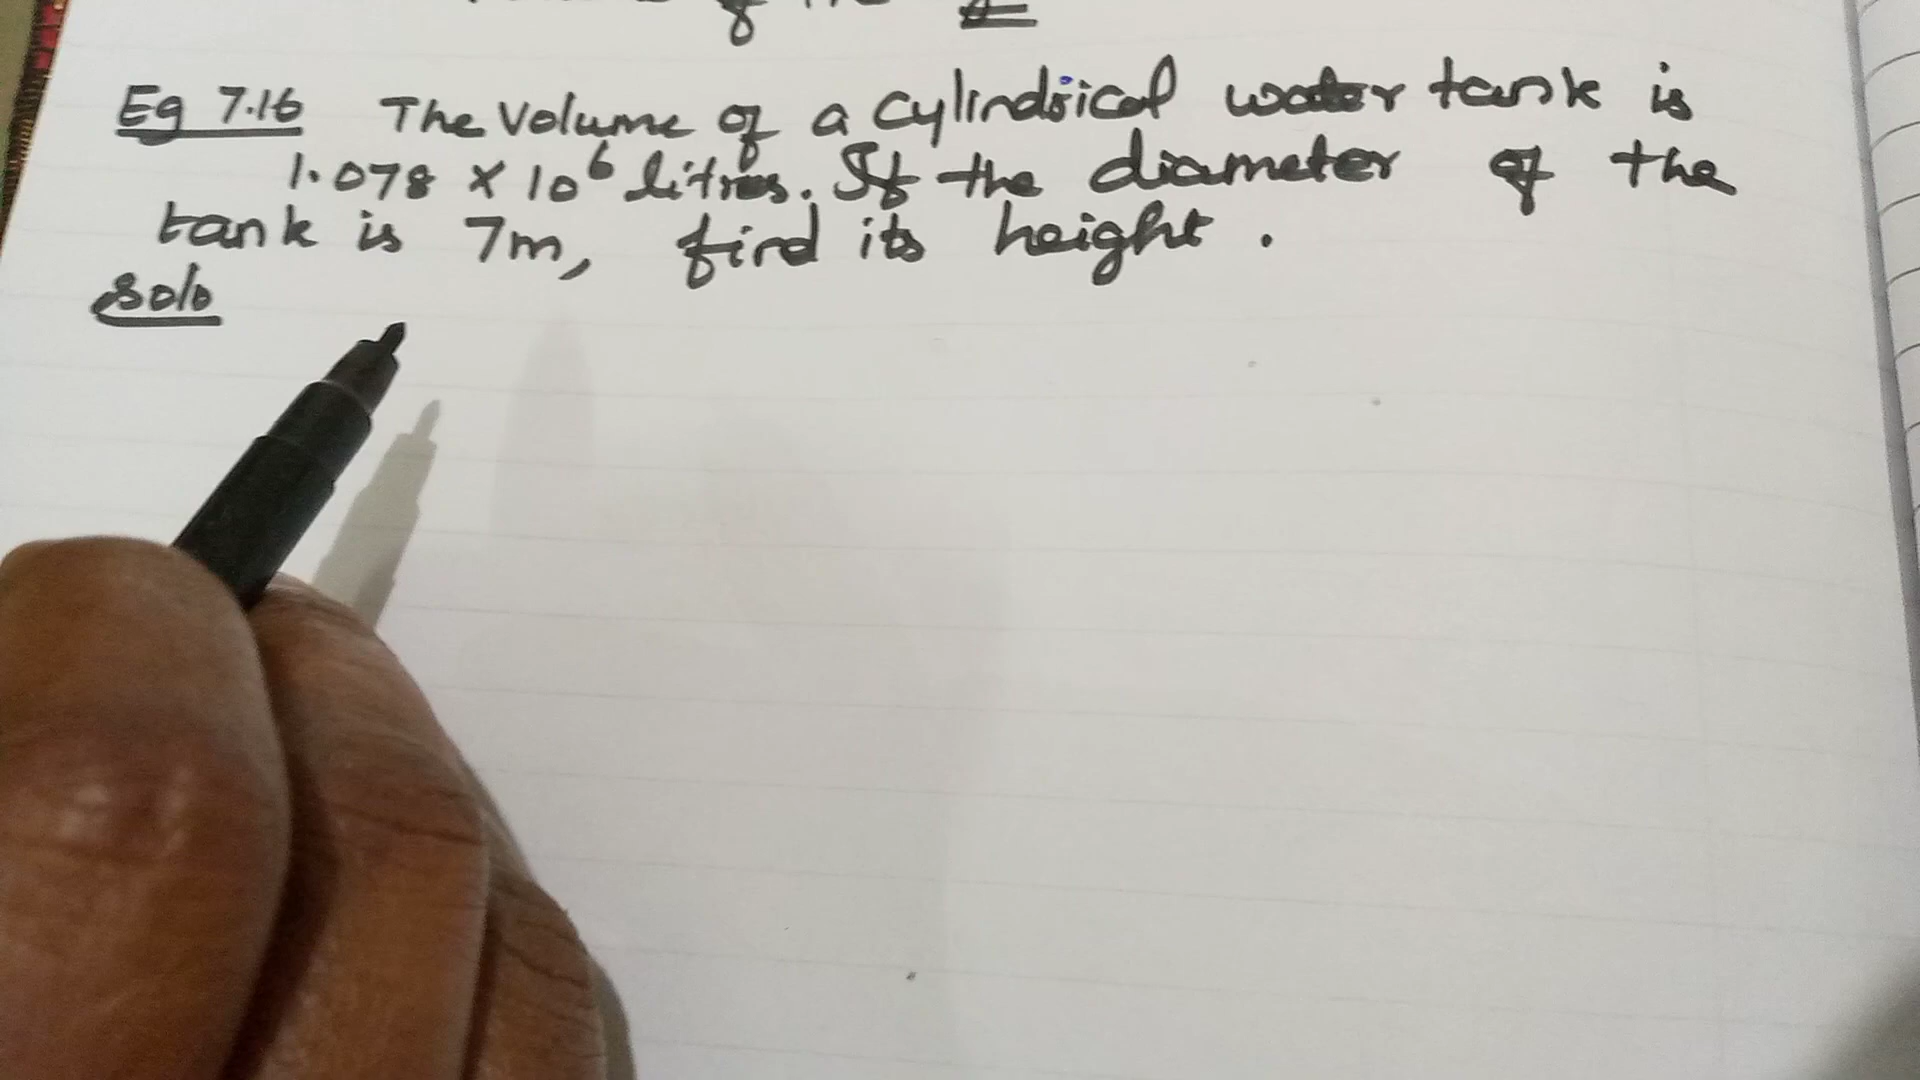 Eg 7.16 The Volume of a cylindrical water tank is
1.078 × 10⁶ litres. If the diameter of the
tank is 7m, find its height.
Soln